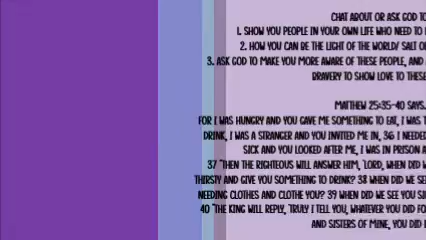 CHAT ABOUT OR ASK GOD TO
1. SHOW YOU PEOPLE IN YOUR OWN LIFE WHO NEED TO
2. HOW YOU CAN BE THE LIGHT OF THE WORLD/ SALT O
3. ASK GOD TO MAKE YOU MORE AWARE OF THESE PEOPLE, AND
BRAVERY TO SHOW LOVE TO THESE
MATTHEW 25:35-40 SAYS.
FOR I WAS HUNGRY AND YOU GAVE ME SOMETHING TO EAT, I WAS T
DRINK, I WAS A STRANGER AND YOU INVITED ME IN, 36 I NEEDE
SICK AND YOU LOOKED AFTER ME, I WAS IN PRISON A
37 "THEN THE RIGHTEOUS WILL ANSWER HIM, 'LORD, WHEN DID W
THIRSTY AND GIVE YOU SOMETHING TO DRINK? 38 WHEN DID WE SE
NEEDING CLOTHES AND CLOTHE YOU? 39 WHEN DID WE SEE YOU SI
40 "THE KING WILL REPLY, 'TRULY I TELL YOU, WHATEVER YOU DID FO
AND SISTERS OF MINE, YOU DID